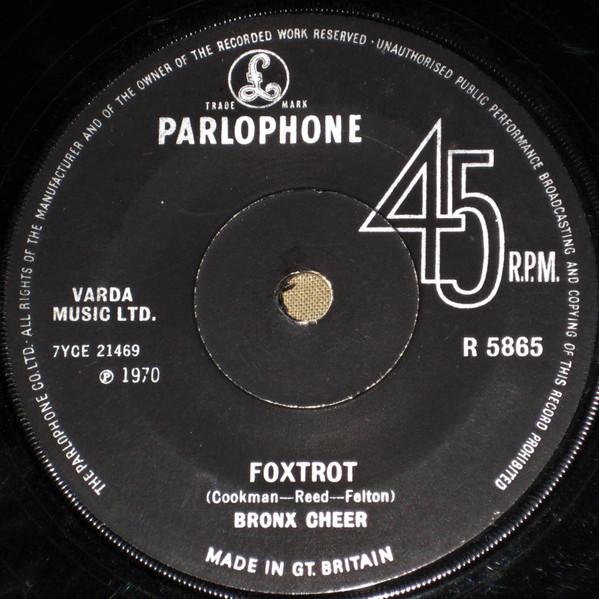 THE PARLOPHONE CO. LTD. · ALL RIGHTS OF THE MANUFACTURER AND OF THE OWNER OF THE RECORDED WORK RESERVED · UNAUTHORISED PUBLIC PERFORMANCE BROADCASTING AND COPYING OF THIS RECORD PROHIBITED
£
TRADE MARK
PARLOPHONE
45 R.P.M.
VARDA
MUSIC LTD.
7YCE 21469
℗ 1970
R 5865
FOXTROT
(Cookman—Reed—Felton)
BRONX CHEER
MADE IN GT. BRITAIN